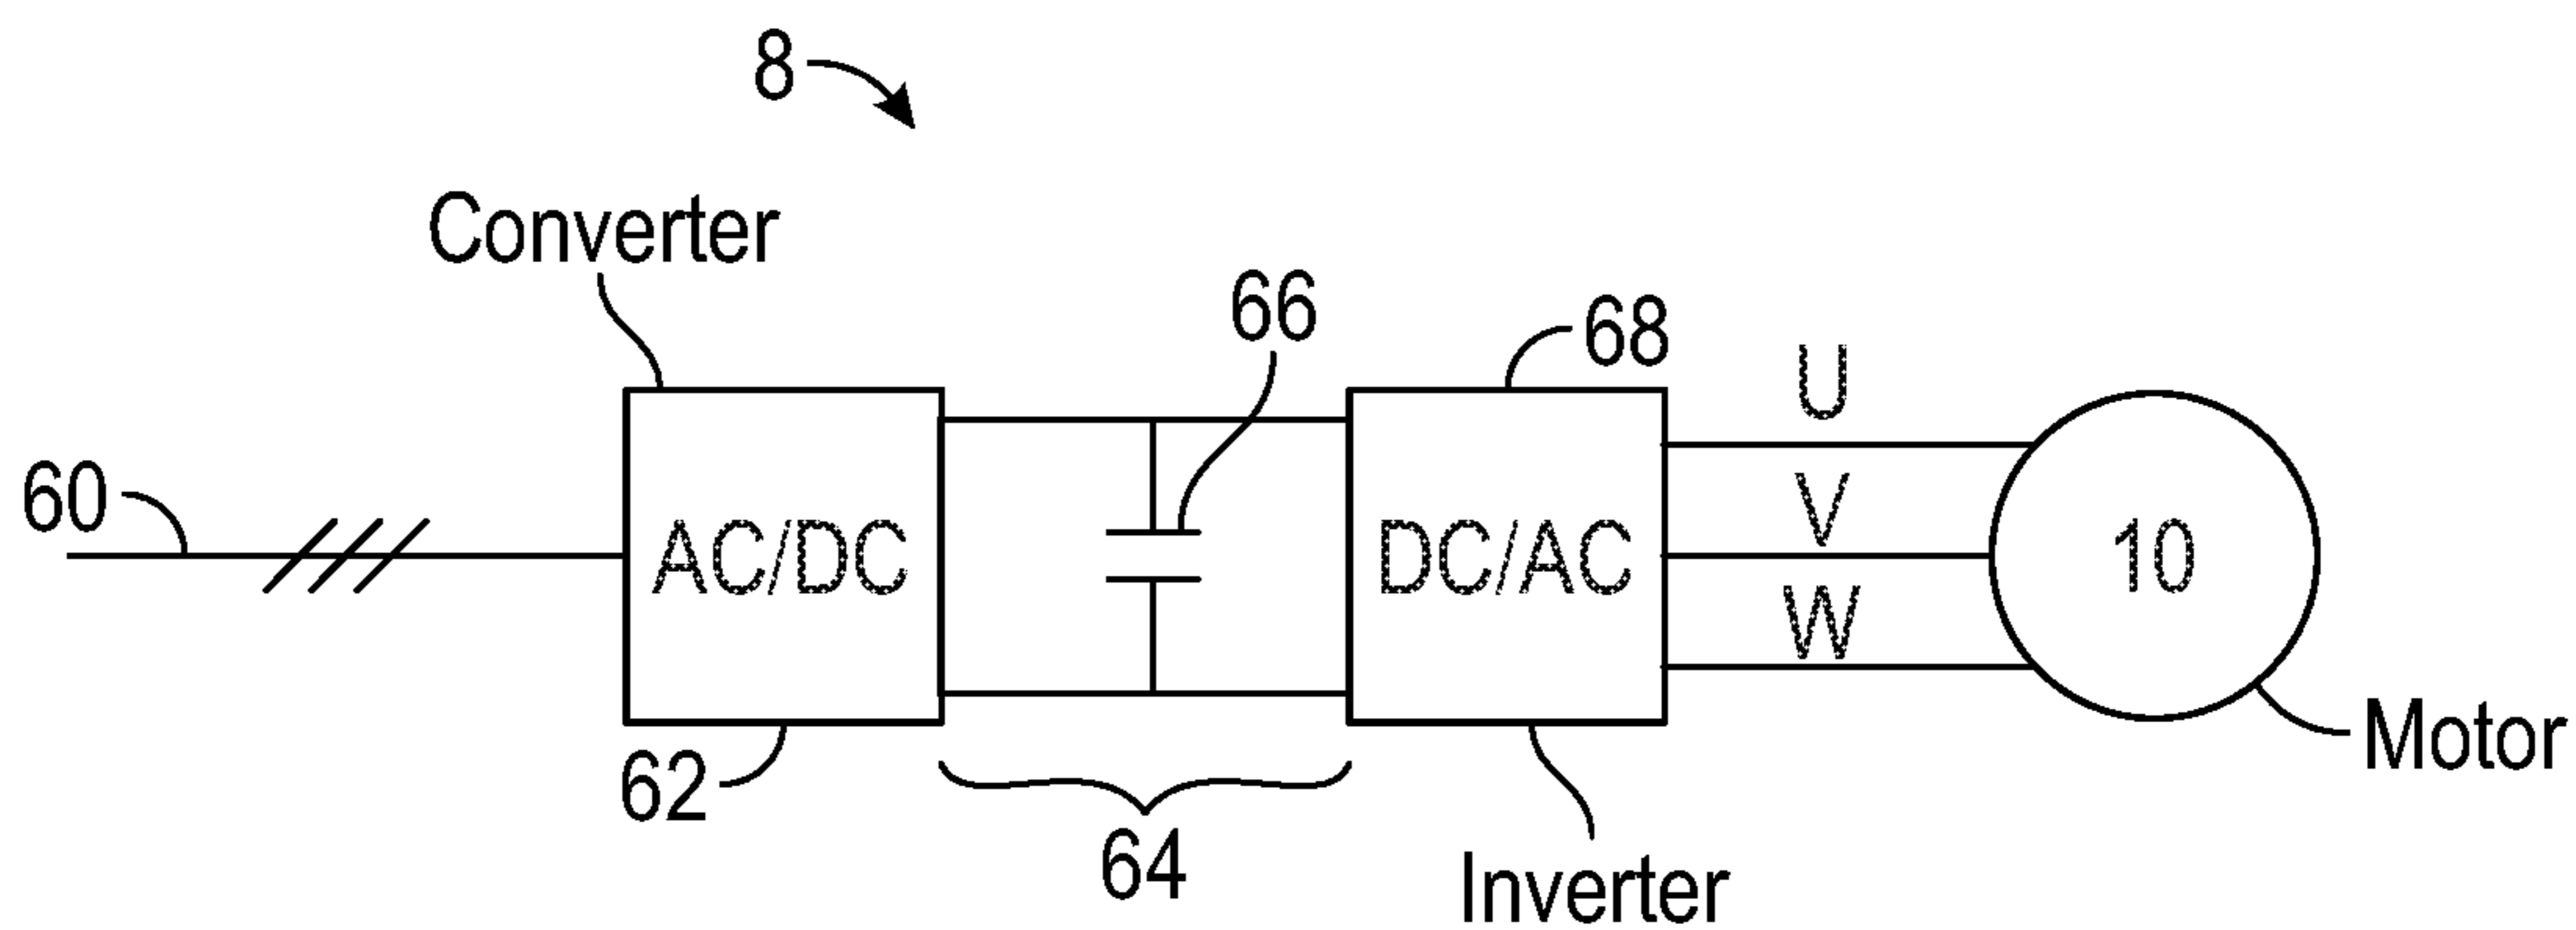 8
Converter
66
68
U
60
AC/DC
DC/AC
V
10
W
Motor
62
64
Inverter